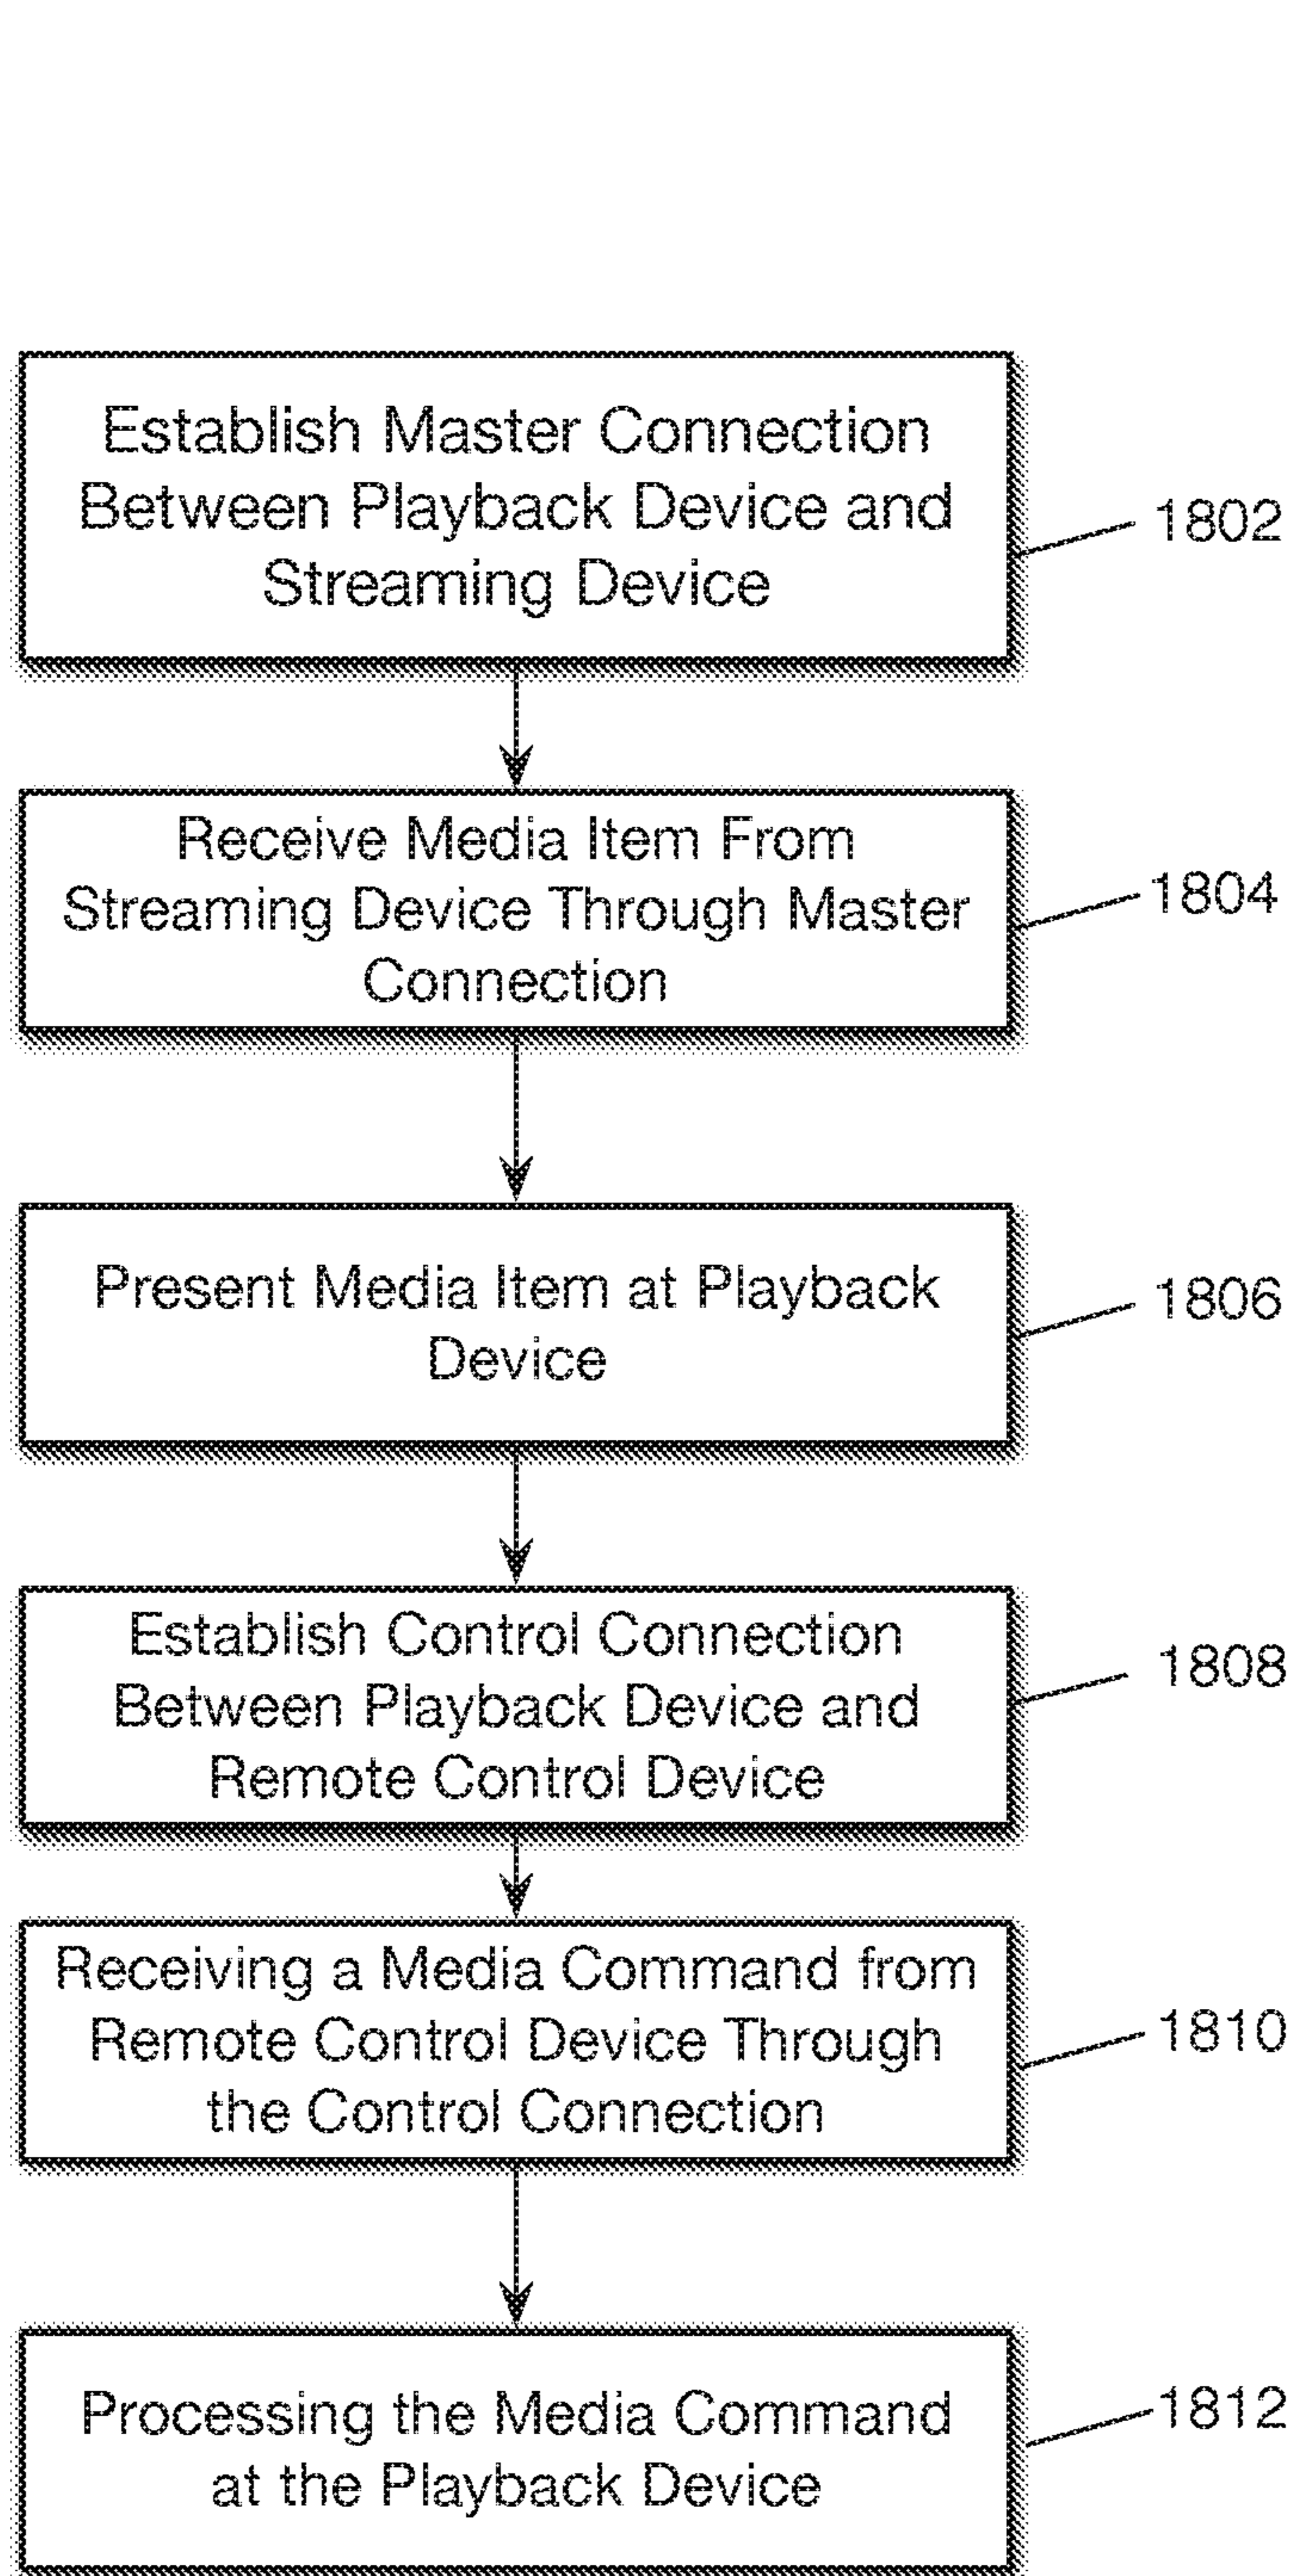 Establish Master Connection
Between Playback Device and
Streaming Device
1802
Receive Media Item From
Streaming Device Through Master
Connection
1804
Present Media Item at Playback
Device
1806
Establish Control Connection
Between Playback Device and
Remote Control Device
1808
Receiving a Media Command from
Remote Control Device Through
the Control Connection
1810
Processing the Media Command
at the Playback Device
1812